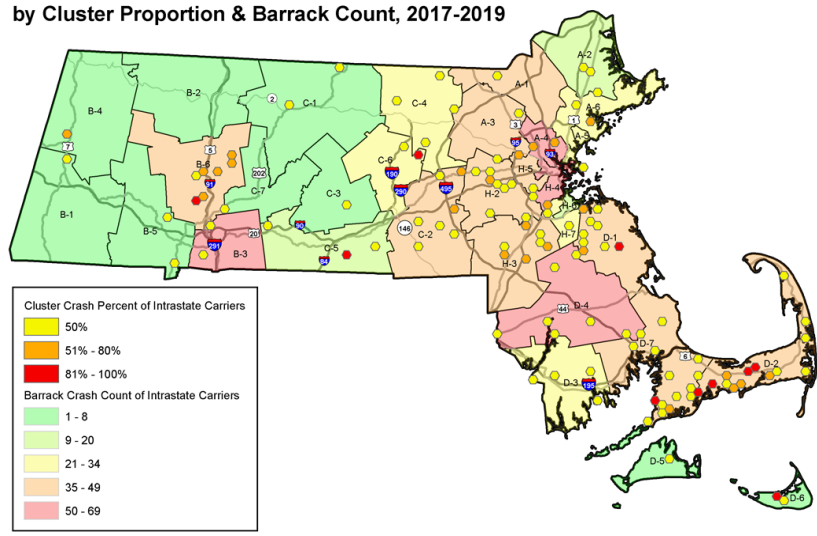 by Cluster Proportion & Barrack Count, 2017-2019
A-2
B-2
A-1
2
C-1
C-4
B-4
A-6
A-3
3
1
A-4
A-5
95
93
7
5
B-6
C-6
H-5
202
190
91
C-7
290
495
H-2
H-4
C-3
B-1
H-6
B-5
90
146
20
C-2
H-7
D-1
291
C-5
B-3
84
H-3
D-4
44
D-7
6
D-2
D-3
195
D-5
D-6
Cluster Crash Percent of Intrastate Carriers
50%
51% - 80%
81% - 100%
Barrack Crash Count of Intrastate Carriers
1 - 8
9 - 20
21 - 34
35 - 49
50 - 69